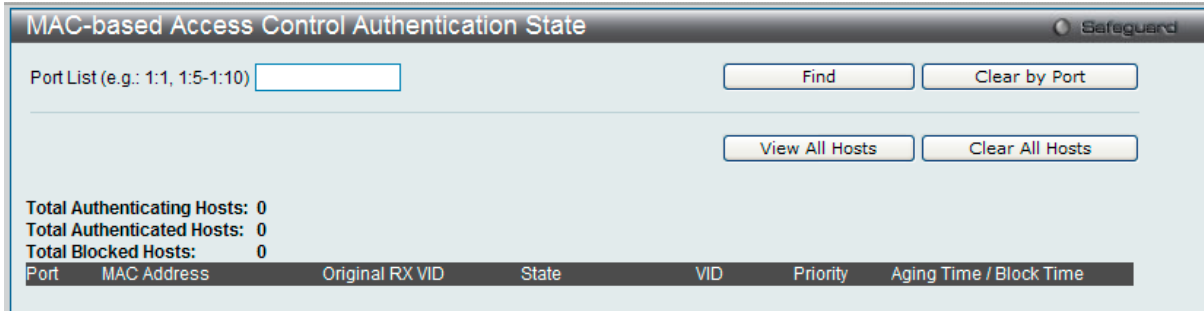 MAC-based Access Control Authentication State Safeguard
Port List (e.g.: 1:1, 1:5-1:10) Find Clear by Port
View All Hosts Clear All Hosts
Total Authenticating Hosts: 0
Total Authenticated Hosts: 0
Total Blocked Hosts: 0
Port MAC Address Original RX VID State VID Priority Aging Time / Block Time